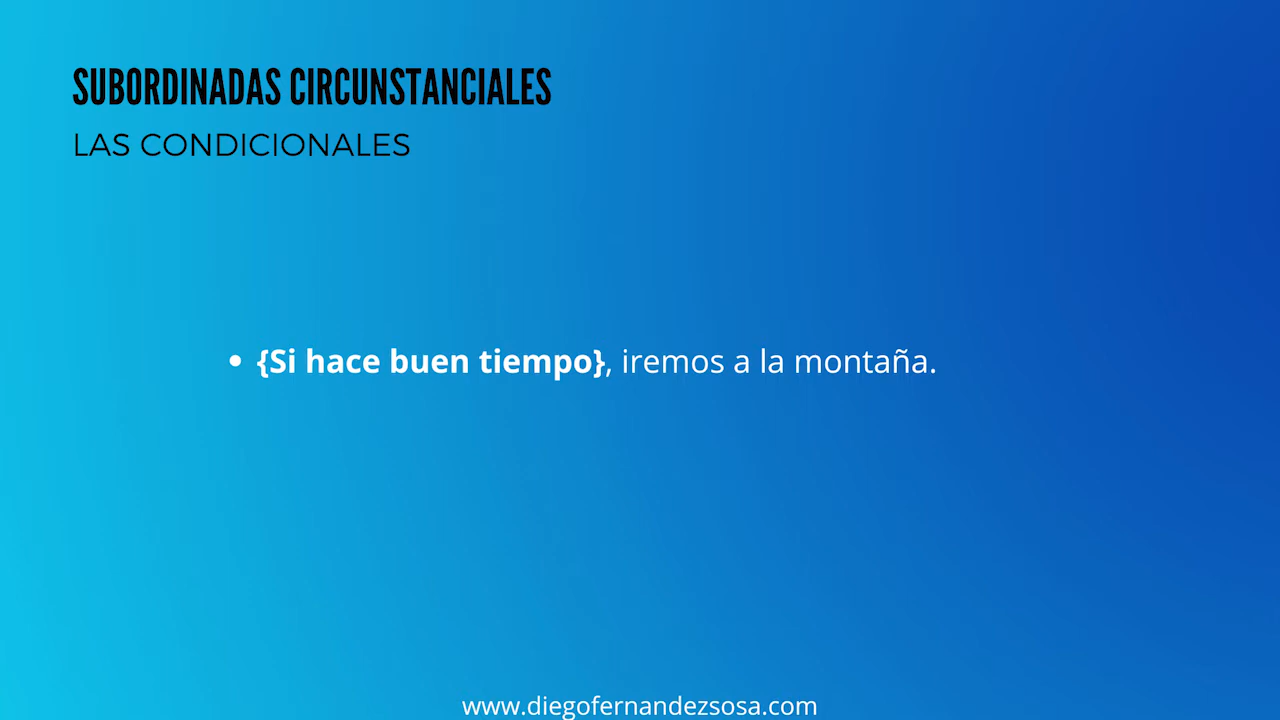 SUBORDINADAS CIRCUNSTANCIALES
LAS CONDICIONALES
• {Si hace buen tiempo}, iremos a la montaña.
www.diegofernandezsosa.com